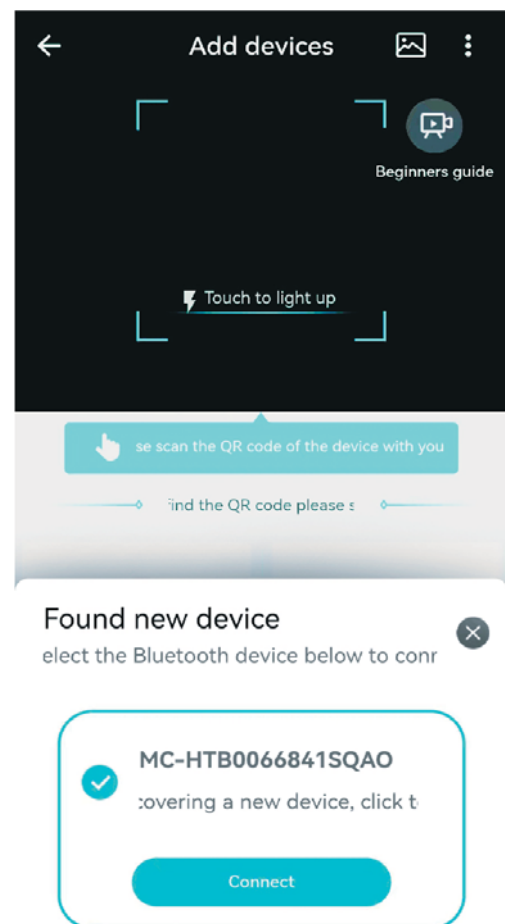 Add devices
Beginners guide
Touch to light up
se scan the QR code of the device with you
find the QR code please s
Found new device
elect the Bluetooth device below to conr
MC-HTB0066841SQAO
covering a new device, click t
Connect